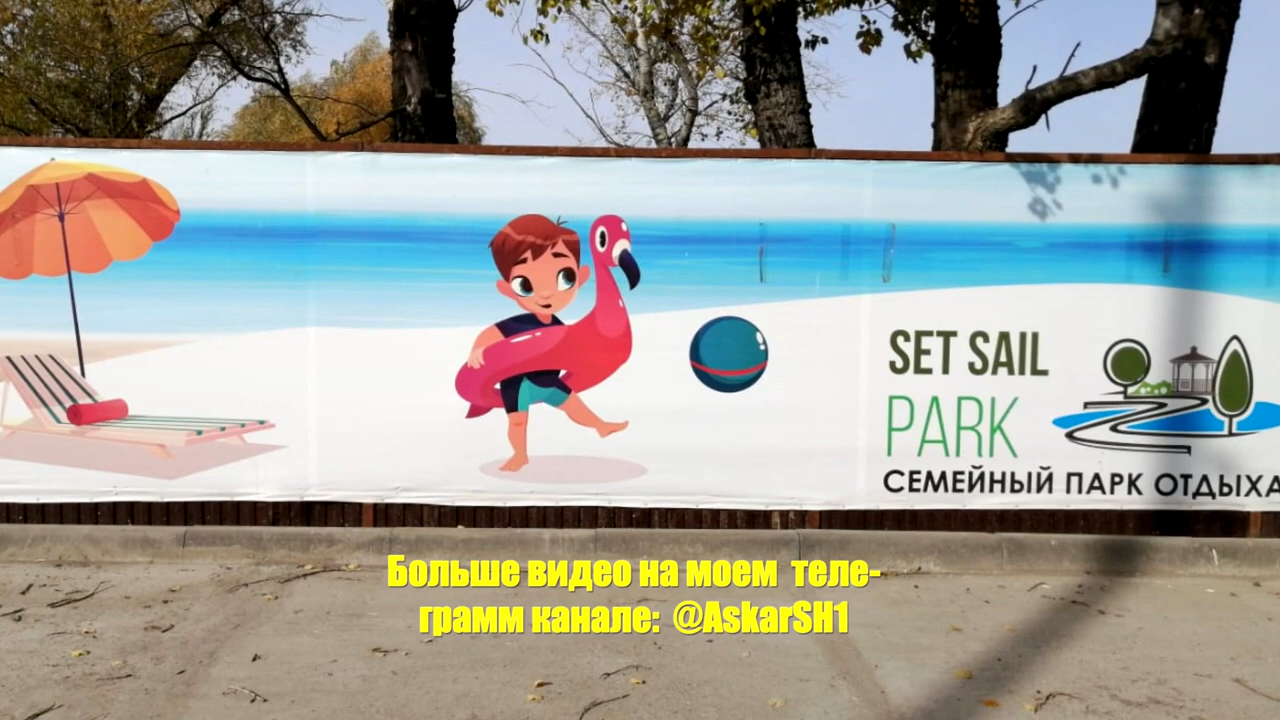 SET SAIL
PARK
СЕМЕЙНЫЙ ПАРК ОТДЫХА
Больше видео на моем теле-
грамм канале: @AskarSH1